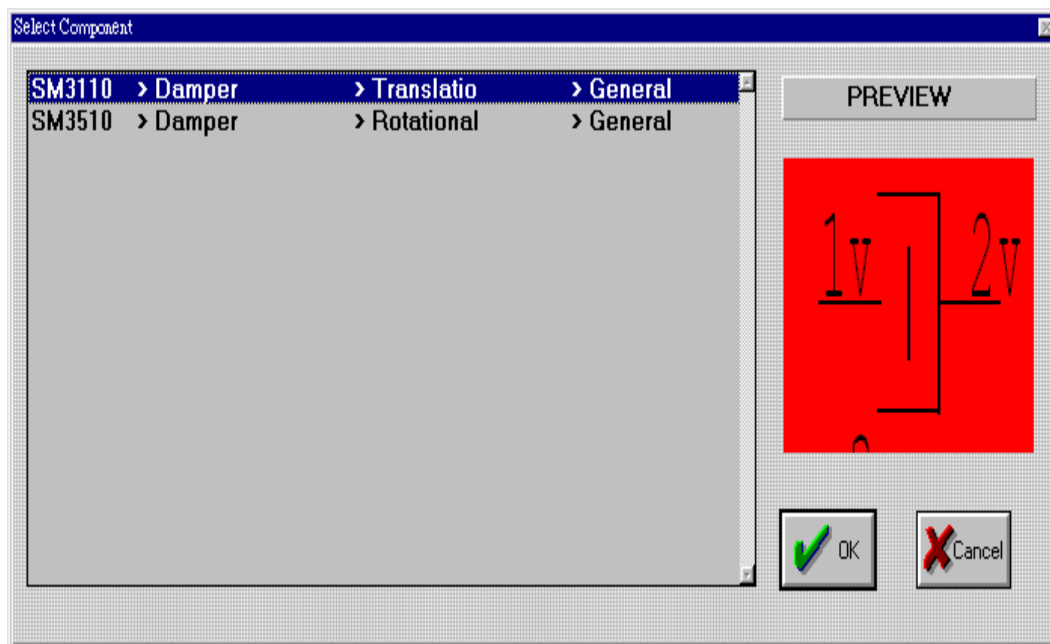 Select Component
SM3110 > Damper > Translatio > General
SM3510 > Damper > Rotational > General
PREVIEW
1v 2v
OK
Cancel